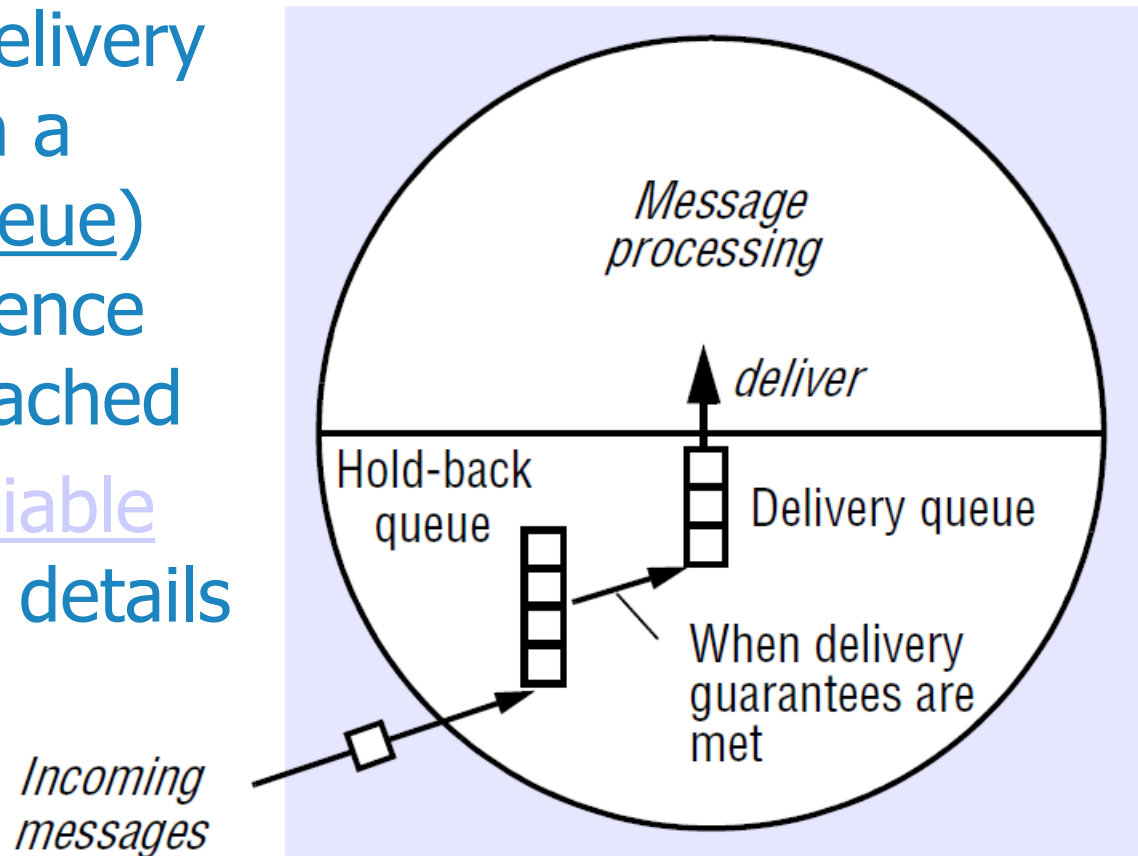 elivery
n a
eue)
ence
ached
iable
details
Message
processing
deliver
Hold-back
queue
Delivery queue
When delivery
guarantees are
met
Incoming
messages